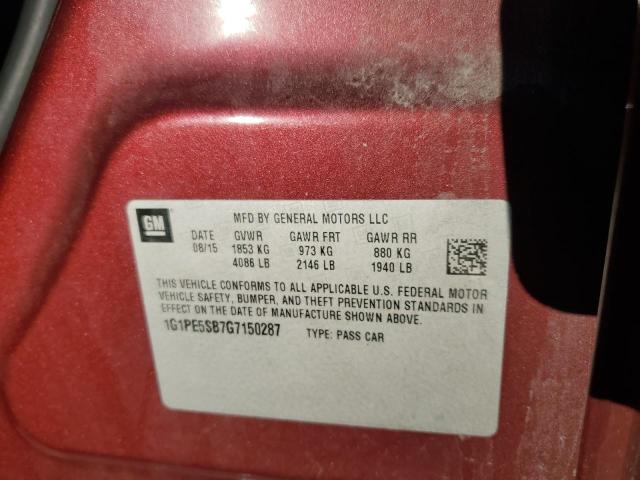 GM
MFD BY GENERAL MOTORS LLC
DATE GVWR GAWR FRT GAWR RR
08/15 1853 KG 973 KG 880 KG
4086 LB 2146 LB 1940 LB
THIS VEHICLE CONFORMS TO ALL APPLICABLE U.S. FEDERAL MOTOR
VEHICLE SAFETY, BUMPER, AND THEFT PREVENTION STANDARDS IN
EFFECT ON THE DATE OF MANUFACTURE SHOWN ABOVE.
1G1PE5SB7G7150287 TYPE: PASS CAR